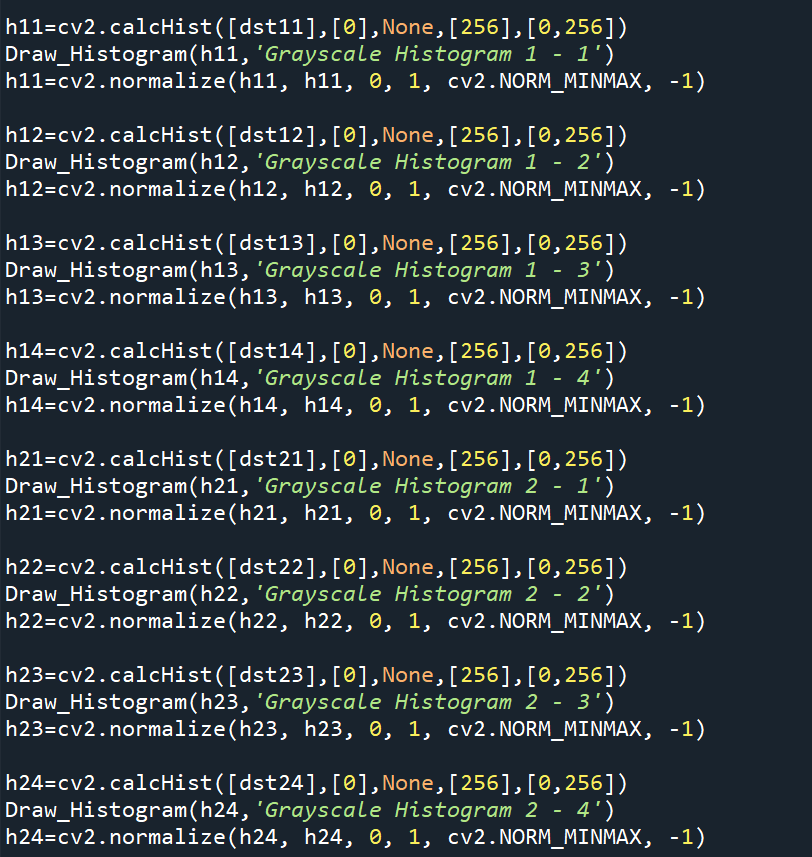 h11=cv2.calcHist([dst11],[0],None,[256],[0,256])
Draw_Histogram(h11,'Grayscale Histogram 1 - 1')
h11=cv2.normalize(h11, h11, 0, 1, cv2.NORM_MINMAX, -1)
h12=cv2.calcHist([dst12],[0],None,[256],[0,256])
Draw_Histogram(h12,'Grayscale Histogram 1 - 2')
h12=cv2.normalize(h12, h12, 0, 1, cv2.NORM_MINMAX, -1)
h13=cv2.calcHist([dst13],[0],None,[256],[0,256])
Draw_Histogram(h13,'Grayscale Histogram 1 - 3')
h13=cv2.normalize(h13, h13, 0, 1, cv2.NORM_MINMAX, -1)
h14=cv2.calcHist([dst14],[0],None,[256],[0,256])
Draw_Histogram(h14,'Grayscale Histogram 1 - 4')
h14=cv2.normalize(h14, h14, 0, 1, cv2.NORM_MINMAX, -1)
h21=cv2.calcHist([dst21],[0],None,[256],[0,256])
Draw_Histogram(h21,'Grayscale Histogram 2 - 1')
h21=cv2.normalize(h21, h21, 0, 1, cv2.NORM_MINMAX, -1)
h22=cv2.calcHist([dst22],[0],None,[256],[0,256])
Draw_Histogram(h22,'Grayscale Histogram 2 - 2')
h22=cv2.normalize(h22, h22, 0, 1, cv2.NORM_MINMAX, -1)
h23=cv2.calcHist([dst23],[0],None,[256],[0,256])
Draw_Histogram(h23,'Grayscale Histogram 2 - 3')
h23=cv2.normalize(h23, h23, 0, 1, cv2.NORM_MINMAX, -1)
h24=cv2.calcHist([dst24],[0],None,[256],[0,256])
Draw_Histogram(h24,'Grayscale Histogram 2 - 4')
h24=cv2.normalize(h24, h24, 0, 1, cv2.NORM_MINMAX, -1)